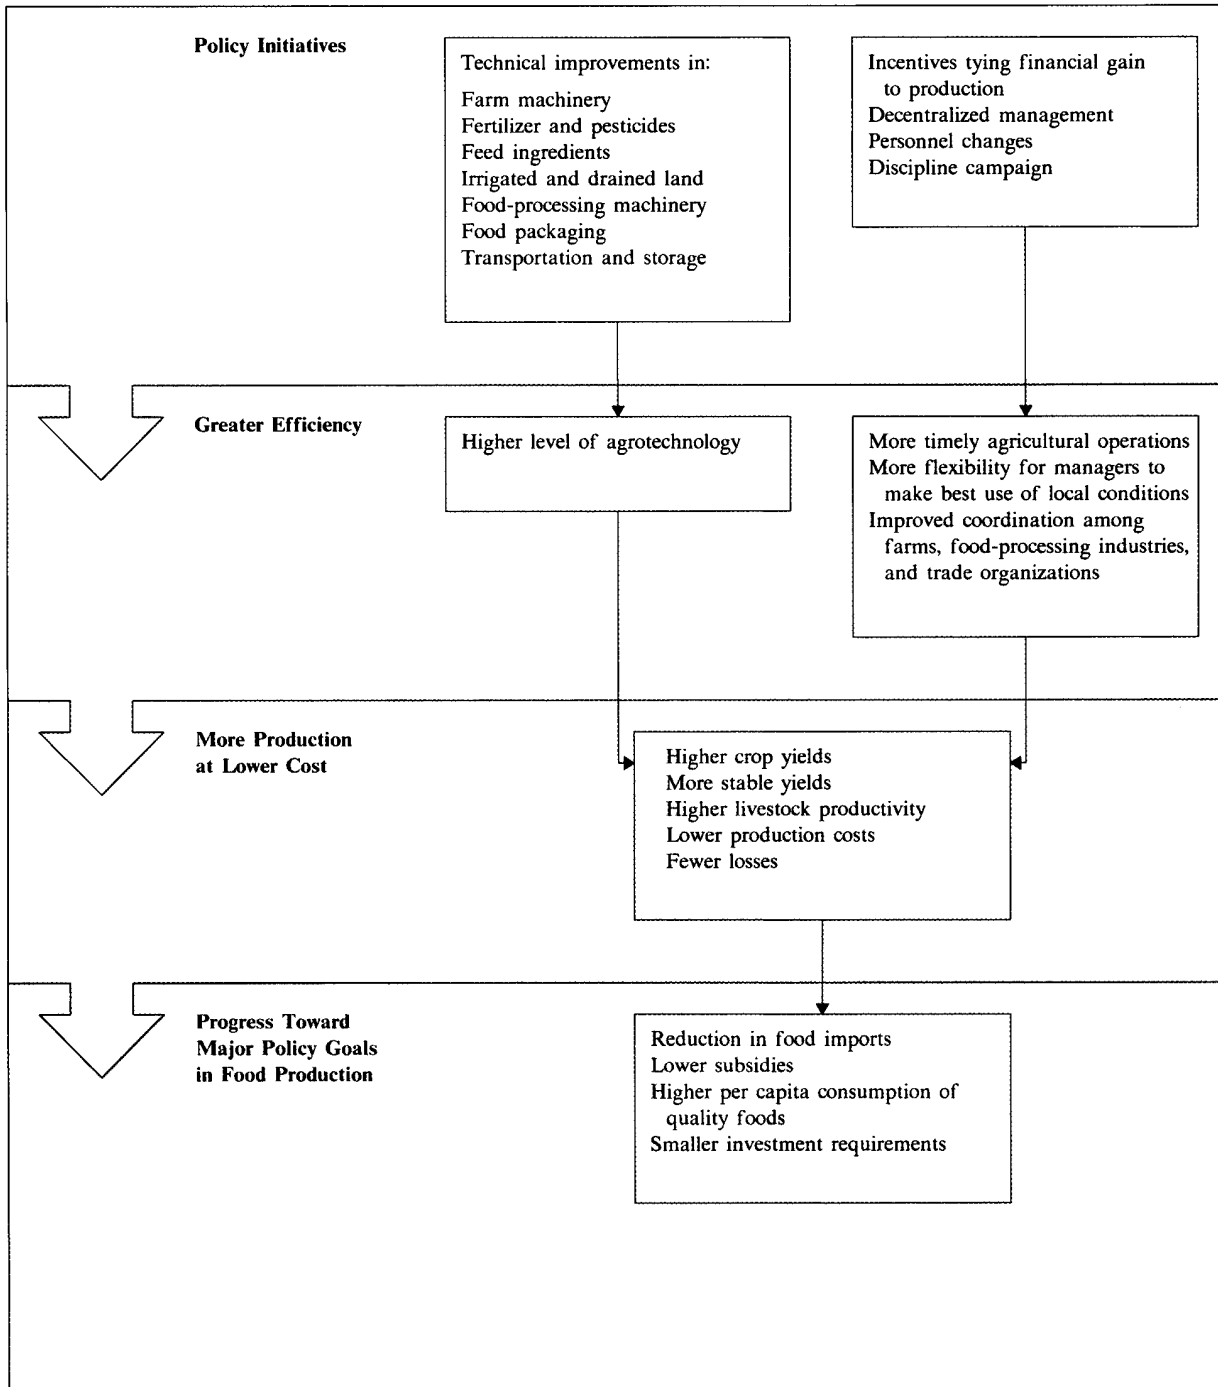 Policy Initiatives
Technical improvements in:
Farm machinery
Fertilizer and pesticides
Feed ingredients
Irrigated and drained land
Food-processing machinery
Food packaging
Transportation and storage
Incentives tying financial gain
to production
Decentralized management
Personnel changes
Discipline campaign
Greater Efficiency
Higher level of agrotechnology
More timely agricultural operations
More flexibility for managers to
make best use of local conditions
Improved coordination among
farms, food-processing industries,
and trade organizations
More Production
at Lower Cost
Higher crop yields
More stable yields
Higher livestock productivity
Lower production costs
Fewer losses
Progress Toward
Major Policy Goals
in Food Production
Reduction in food imports
Lower subsidies
Higher per capita consumption of
quality foods
Smaller investment requirements